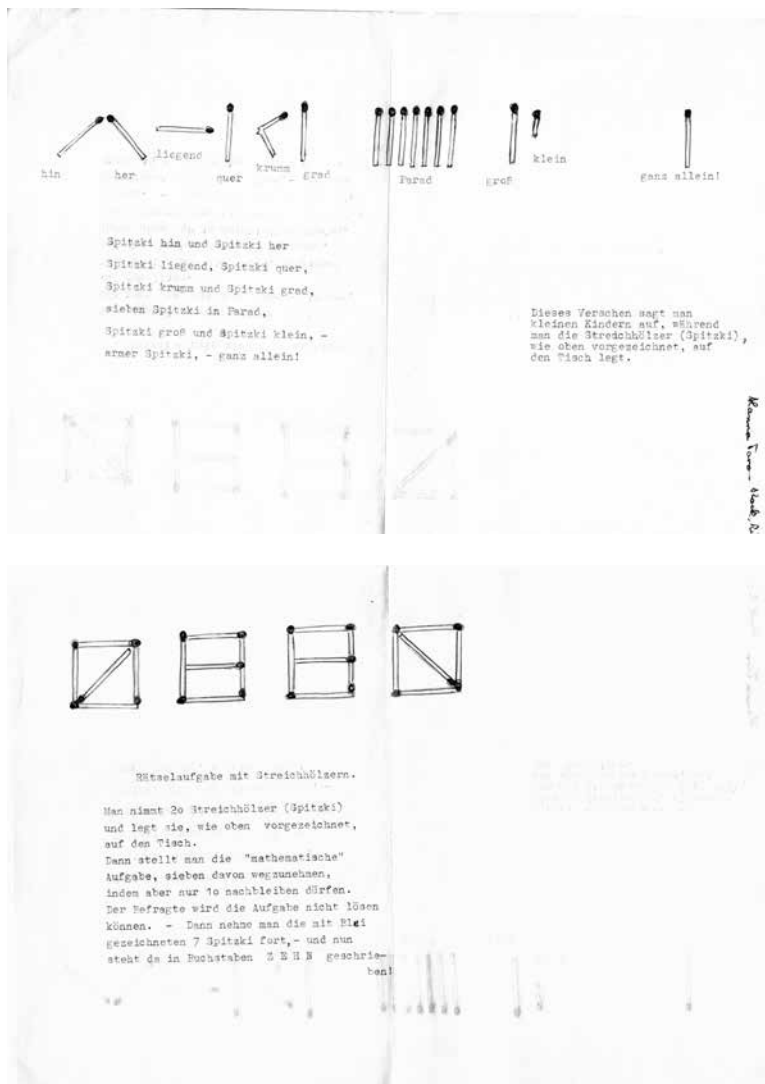 hin her liegend quer krumm grad Parad groß klein ganz allein!
Spitzki hin und Spitzki her
Spitzki liegend, Spitzki quer,
Spitzki krumm und Spitzki grad,
sieben Spitzki in Parad,
Spitzki groß und Spitzki klein, -
armer Spitzki, - ganz allein!
Dieses Verschen sagt man
kleinen Kindern auf, während
man die Streichhölzer (Spitzki),
wie oben vorgezeichnet, auf
den Tisch legt.
Rätselaufgabe mit Streichhölzern.
Man nimmt 2o Streichhölzer (Spitzki)
und legt sie, wie oben vorgezeichnet,
auf den Tisch.
Dann stellt man die "mathematische"
Aufgabe, sieben davon wegzunehmen,
indem aber nur 1o nachbleiben dürfen.
Der Befragte wird die Aufgabe nicht lösen
können. - Dann nehme man die mit Blei
gezeichneten 7 Spitzki fort,- und nun
steht da in Buchstaben Z E H N geschrie-
ben!